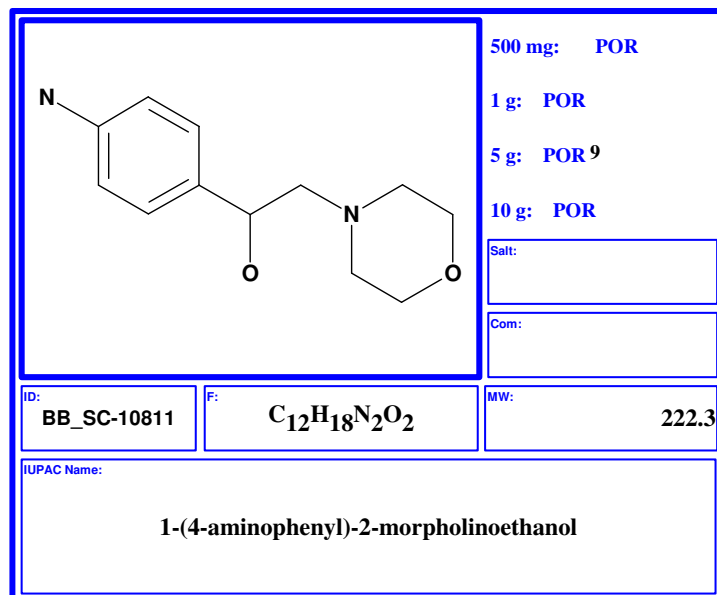 500 mg: POR
1 g: POR
5 g: POR 9
10 g: POR
N
O
N
O
Salt:
Com:
ID:
BB_SC-10811
F:
C12H18N2O2
MW:
222.3
IUPAC Name:
1-(4-aminophenyl)-2-morpholinoethanol